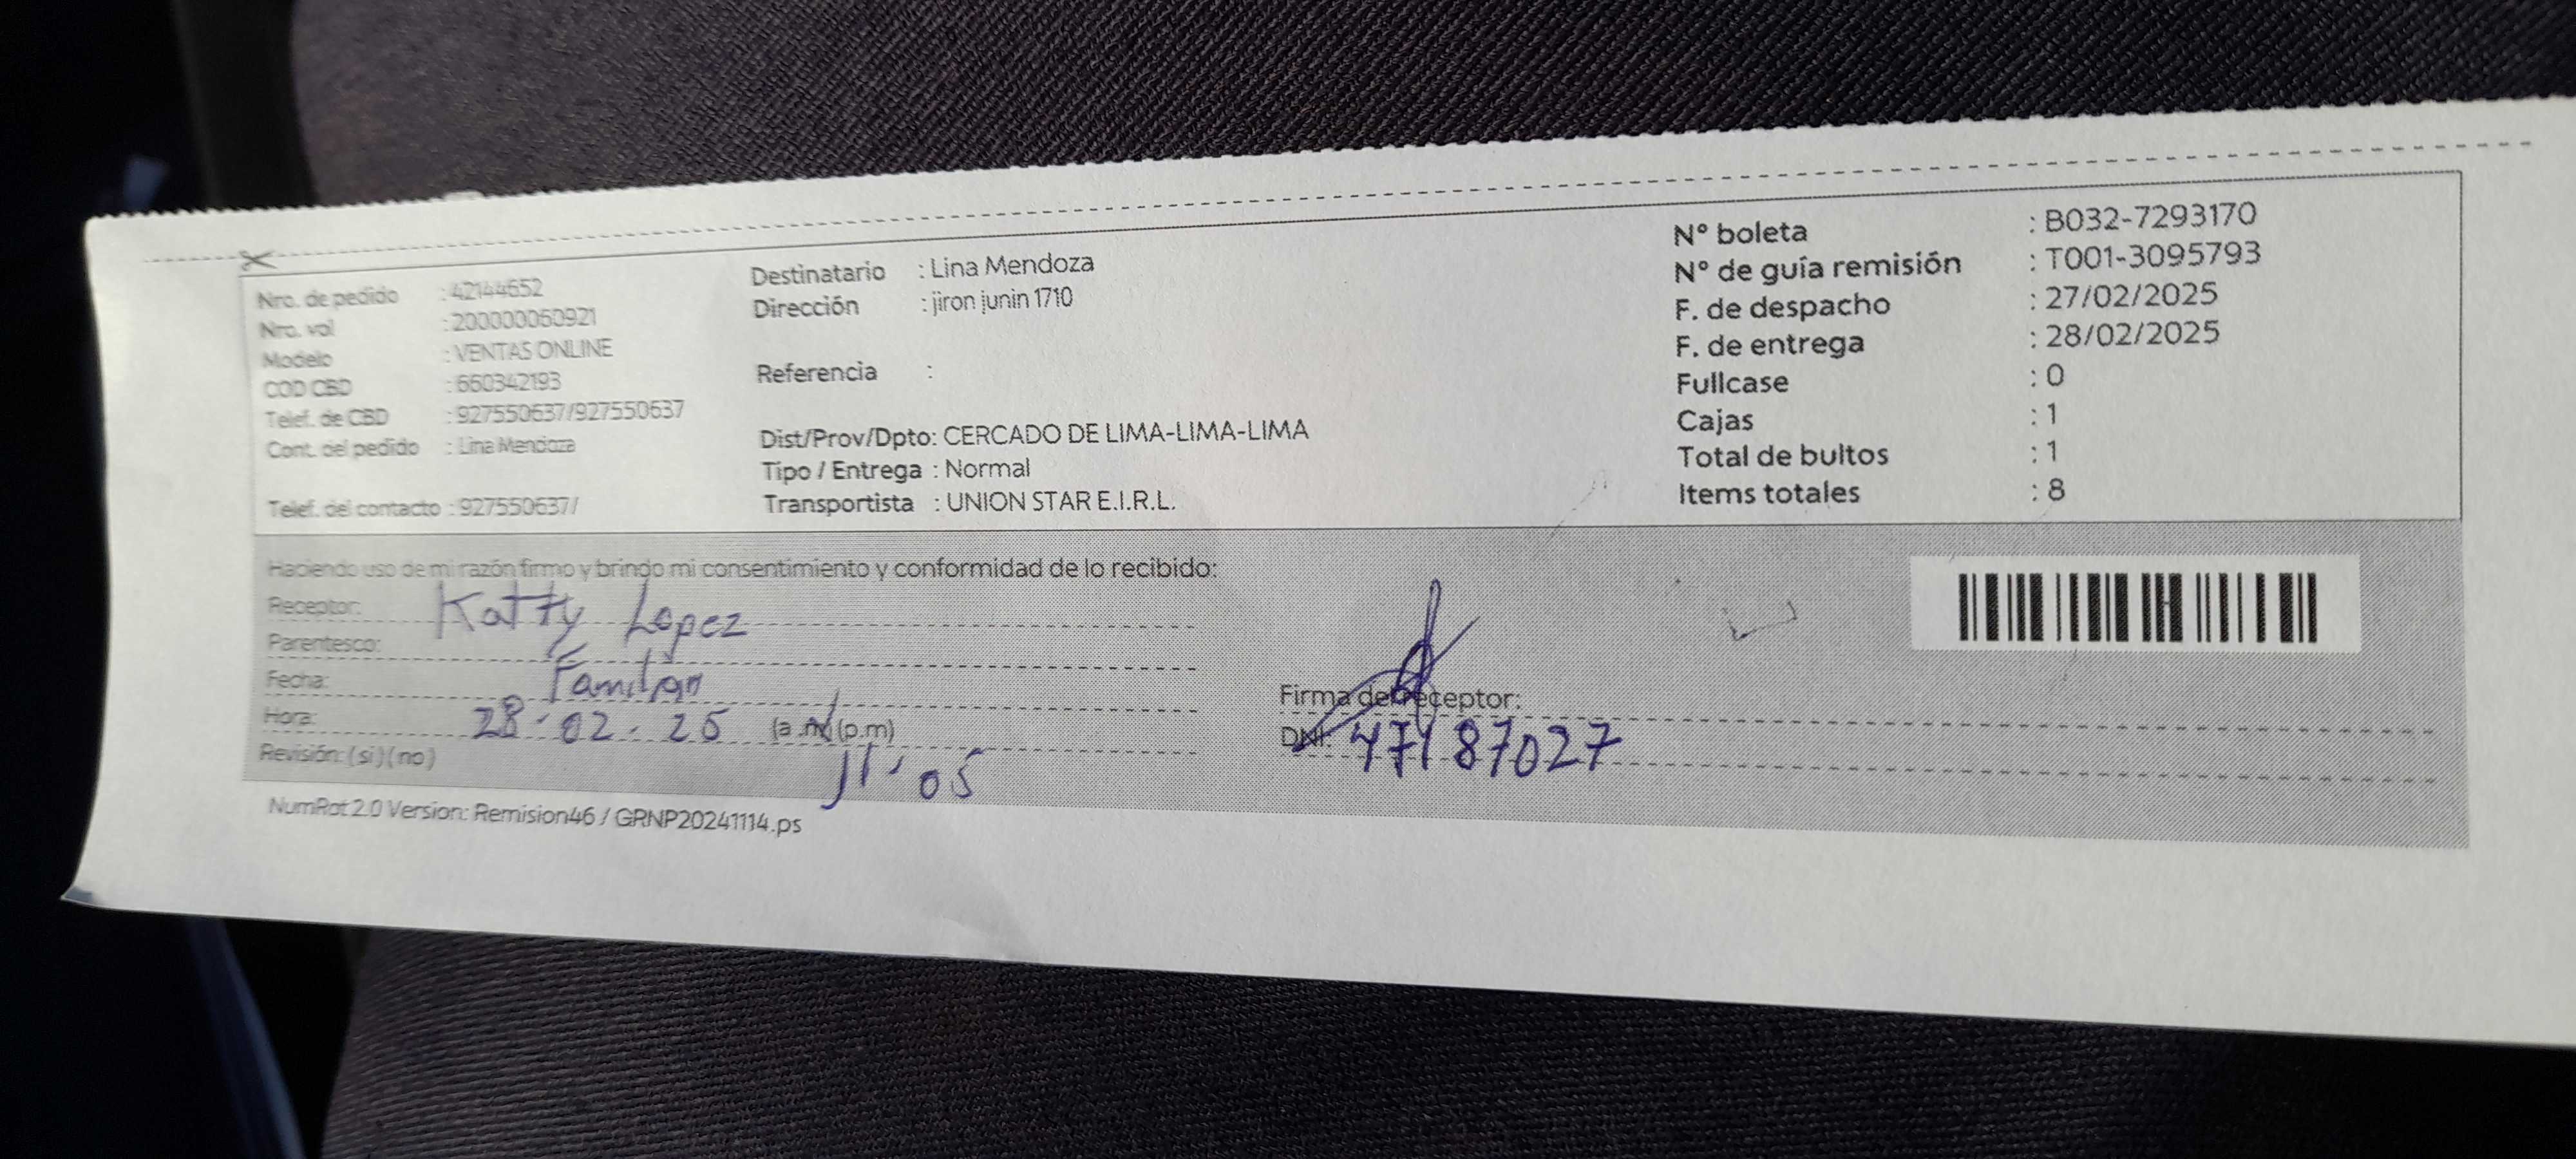 Nro. de pedido : 42144652
Nro. vol : 200000060921
Modelo : VENTAS ONLINE
COD CBD : 660342193
Telef. de CBD : 927550637/927550637
Cont. del pedido : Lina Mendoza
Telef. del contacto : 927550637/
Destinatario : Lina Mendoza
Dirección : jiron junin 1710
Referencia :
Dist/Prov/Dpto: CERCADO DE LIMA-LIMA-LIMA
Tipo / Entrega : Normal
Transportista : UNION STAR E.I.R.L.
Nº boleta : B032-7293170
Nº de guía remisión : T001-3095793
F. de despacho : 27/02/2025
F. de entrega : 28/02/2025
Fullcase : 0
Cajas : 1
Total de bultos : 1
Items totales : 8
Haciendo uso de mi razón firmo y brindo mi consentimiento y conformidad de lo recibido:
Receptor: Katty Lopez
Parentesco:
Fecha: Familiar
Hora: 28-02-25 (a.m) (p.m)
Revisión: (si) (no) 11:05
Firma del receptor:
DNI: 47187027
NumRot 2.0 Version: Remision46 / GRNP20241114.ps